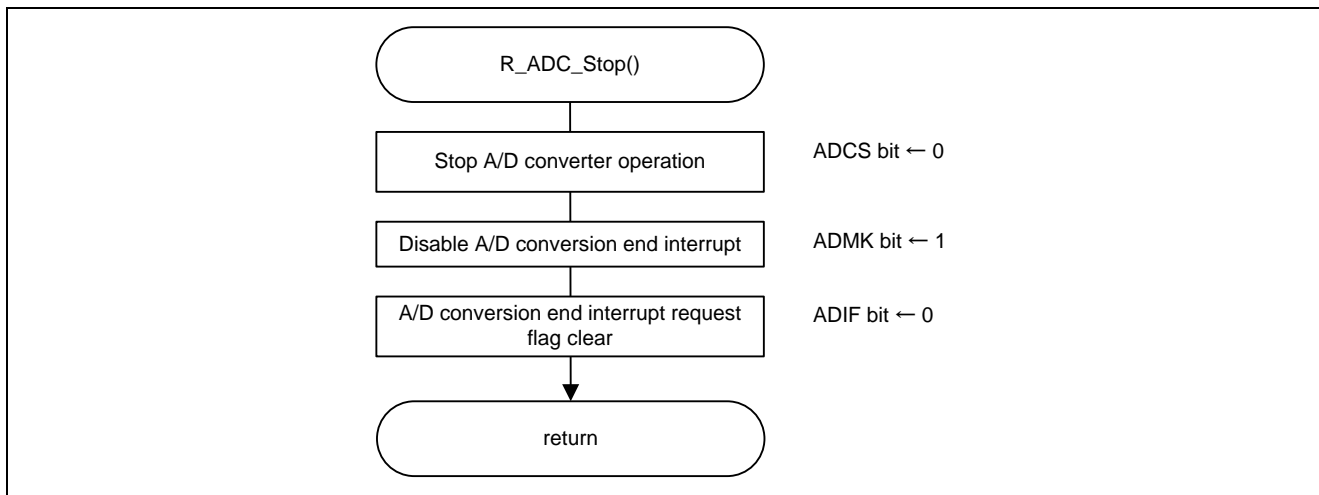 R_ADC_Stop()
Stop A/D converter operation
ADCS bit ← 0
Disable A/D conversion end interrupt
ADMK bit ← 1
A/D conversion end interrupt request
flag clear
ADIF bit ← 0
return